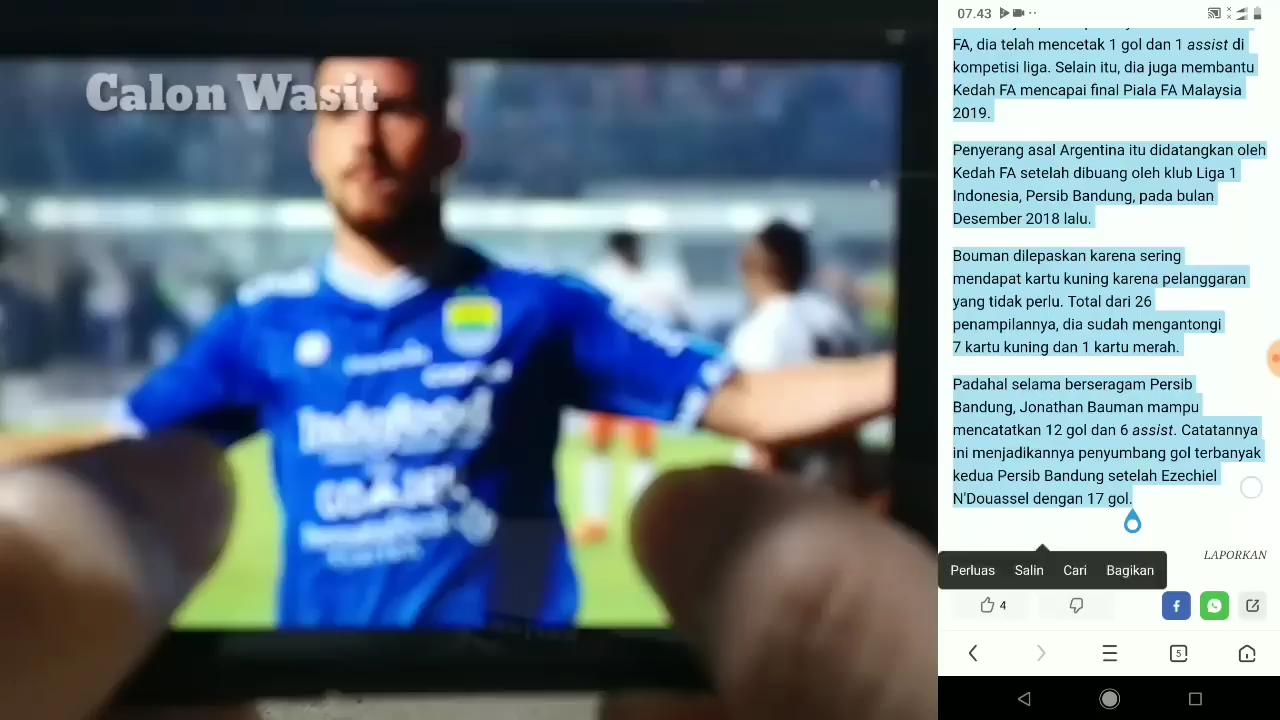 Calon Wasit
07.43
FA, dia telah mencetak 1 gol dan 1 assist di
kompetisi liga. Selain itu, dia juga membantu
Kedah FA mencapai final Piala FA Malaysia
2019.
Penyerang asal Argentina itu didatangkan oleh
Kedah FA setelah dibuang oleh klub Liga 1
Indonesia, Persib Bandung, pada bulan
Desember 2018 lalu.
Bouman dilepaskan karena sering
mendapat kartu kuning karena pelanggaran
yang tidak perlu. Total dari 26
penampilannya, dia sudah mengantongi
7 kartu kuning dan 1 kartu merah.
Padahal selama berseragam Persib
Bandung, Jonathan Bauman mampu
mencatatkan 12 gol dan 6 assist. Catatannya
ini menjadikannya penyumbang gol terbanyak
kedua Persib Bandung setelah Ezechiel
N'Douassel dengan 17 gol.
LAPORKAN
Perluas Salin Cari Bagikan
4
5